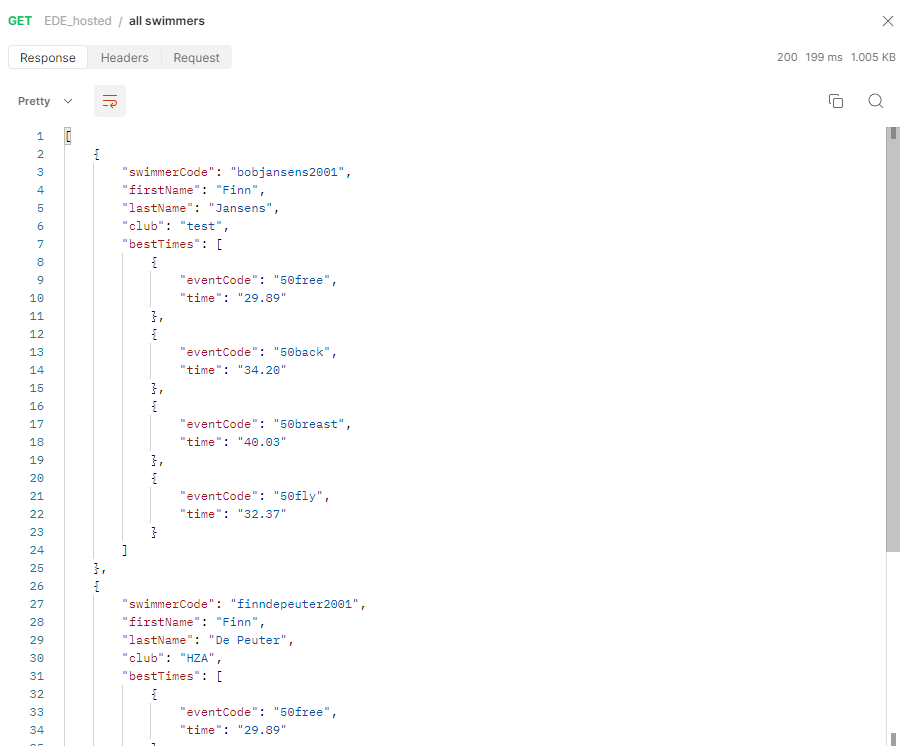 GET EDE_hosted / all swimmers
Response Headers Request 200 199 ms 1.005 KB
Pretty
1 [
2 {
3 "swimmerCode": "bobjansens2001",
4 "firstName": "Finn",
5 "lastName": "Jansens",
6 "club": "test",
7 "bestTimes": [
8 {
9 "eventCode": "50free",
10 "time": "29.89"
11 },
12 {
13 "eventCode": "50back",
14 "time": "34.20"
15 },
16 {
17 "eventCode": "50breast",
18 "time": "40.03"
19 },
20 {
21 "eventCode": "50fly",
22 "time": "32.37"
23 }
24 ]
25 },
26 {
27 "swimmerCode": "finndepeuter2001",
28 "firstName": "Finn",
29 "lastName": "De Peuter",
30 "club": "HZA",
31 "bestTimes": [
32 {
33 "eventCode": "50free",
34 "time": "29.89"